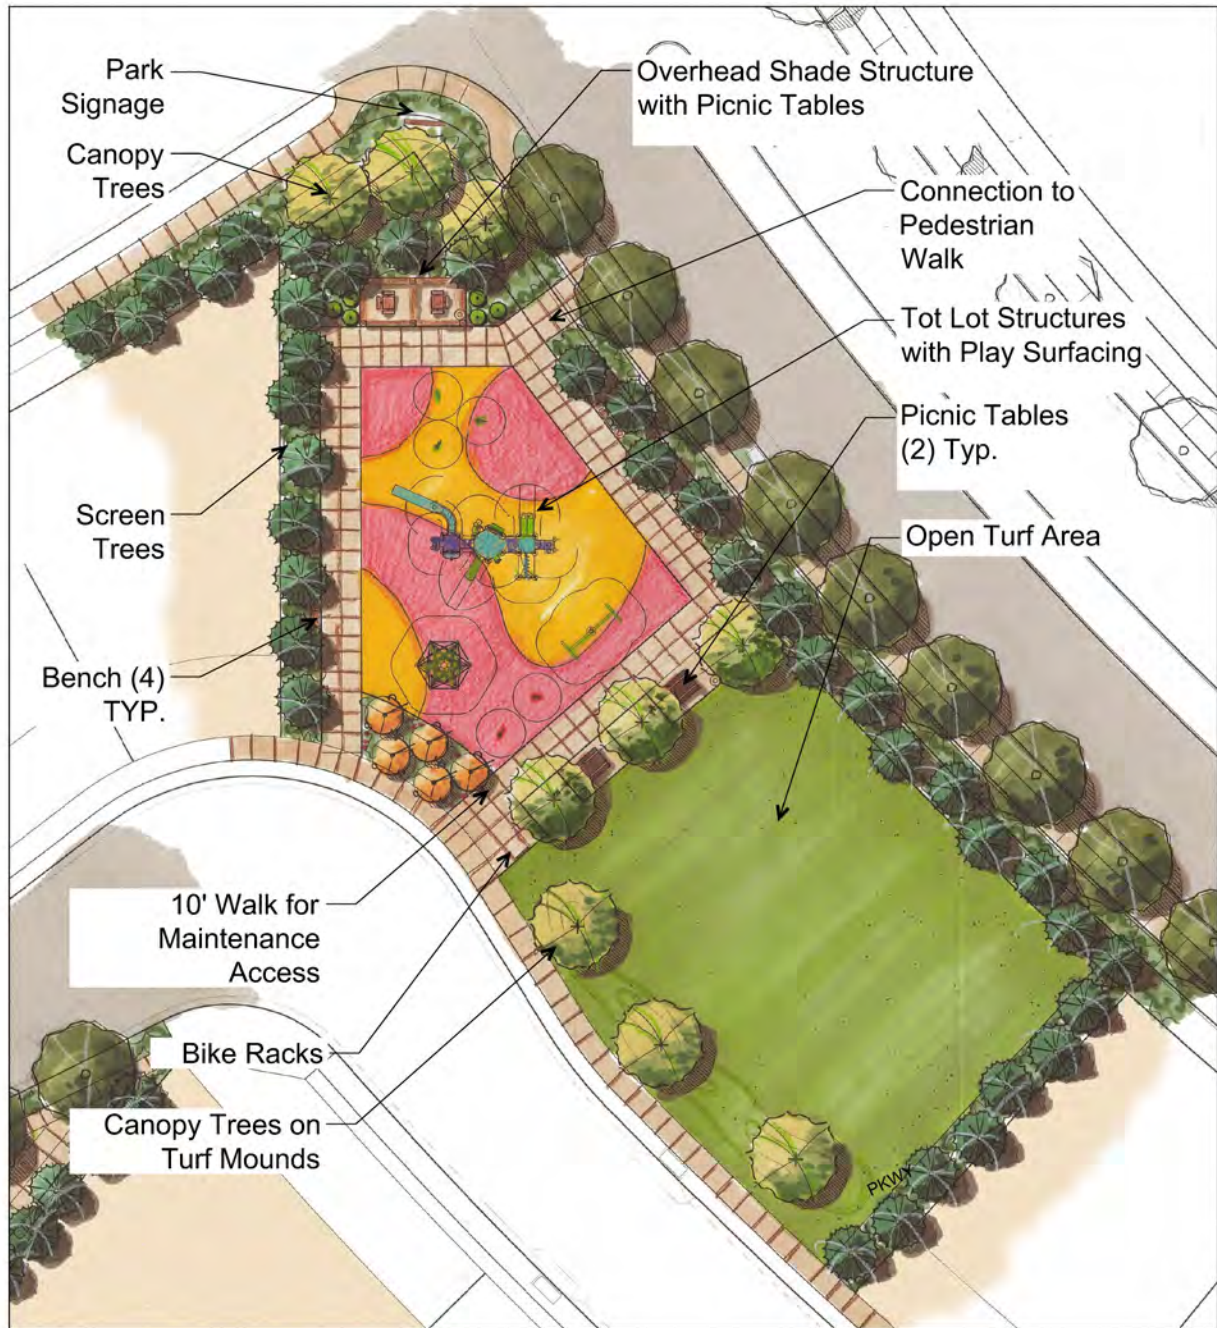 Park
Signage
Canopy
Trees
Overhead Shade Structure
with Picnic Tables
Connection to
Pedestrian
Walk
Tot Lot Structures
with Play Surfacing
Picnic Tables
(2) Typ.
Open Turf Area
Screen
Trees
Bench (4)
TYP.
10' Walk for
Maintenance
Access
Bike Racks
Canopy Trees on
Turf Mounds
PKWY